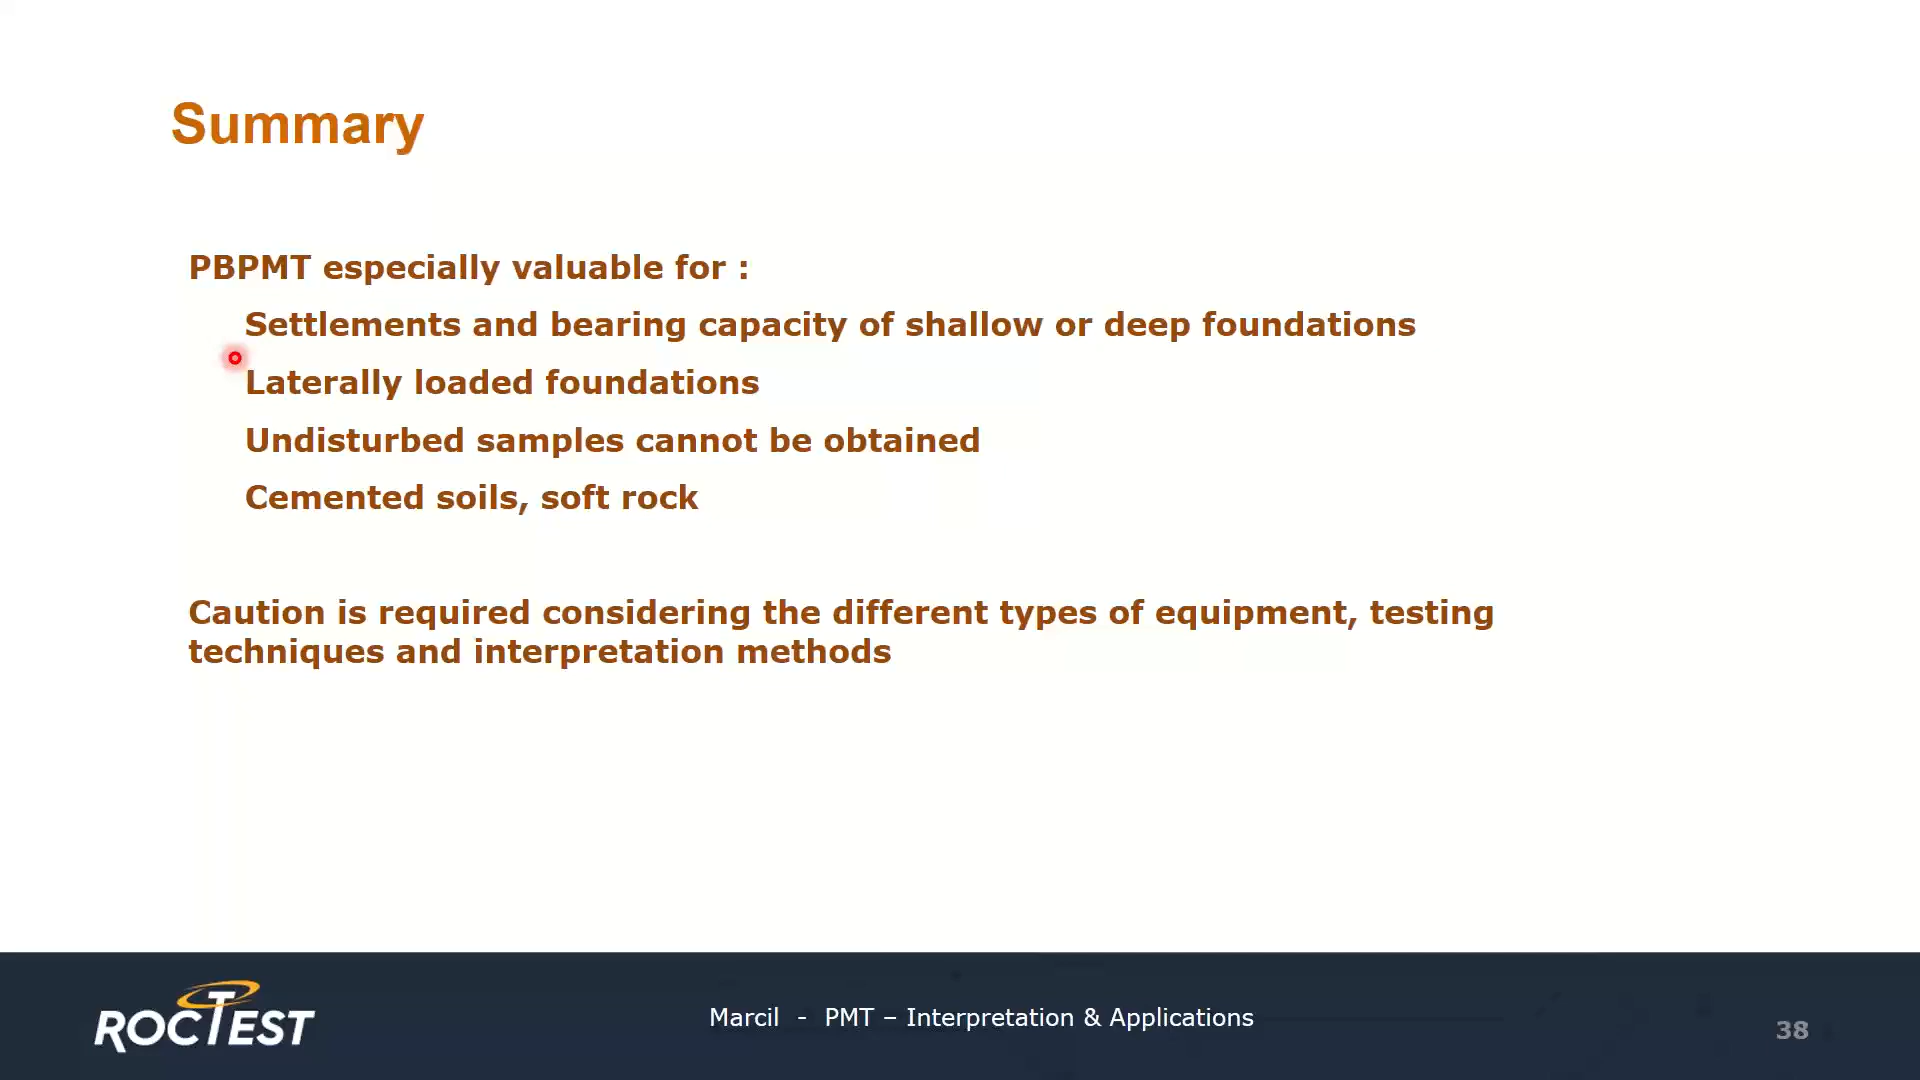 Summary
PBPMT especially valuable for :
Settlements and bearing capacity of shallow or deep foundations
Laterally loaded foundations
Undisturbed samples cannot be obtained
Cemented soils, soft rock
Caution is required considering the different types of equipment, testing
techniques and interpretation methods
ROCTEST
Marcil - PMT – Interpretation & Applications
38